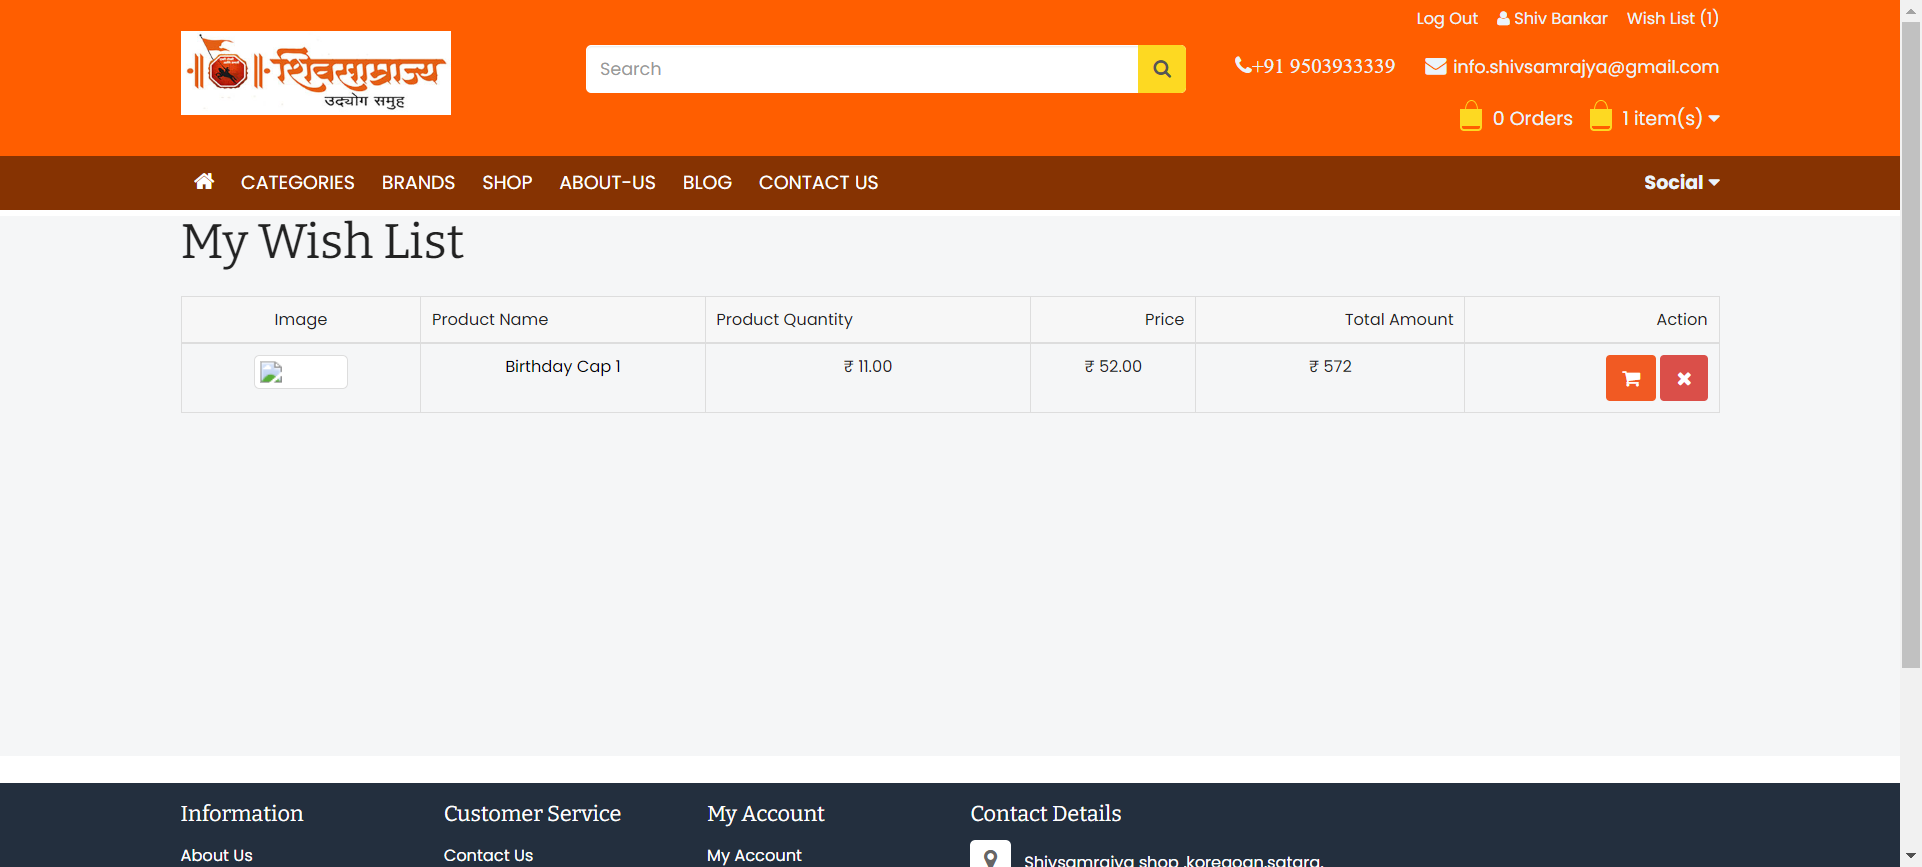 Log Out Shiv Bankar Wish List (1)
शिवसाम्राज्य
उद्योग समुह
Search
+91 9503933339 info.shivsamrajya@gmail.com
0 Orders 1 item(s)
CATEGORIES BRANDS SHOP ABOUT-US BLOG CONTACT US Social
My Wish List
Image Product Name Product Quantity Price Total Amount Action
Birthday Cap 1 ₹ 11.00 ₹ 52.00 ₹ 572
Information Customer Service My Account Contact Details
About Us Contact Us My Account
Shivsamrajya shop ,koregoan,satara,